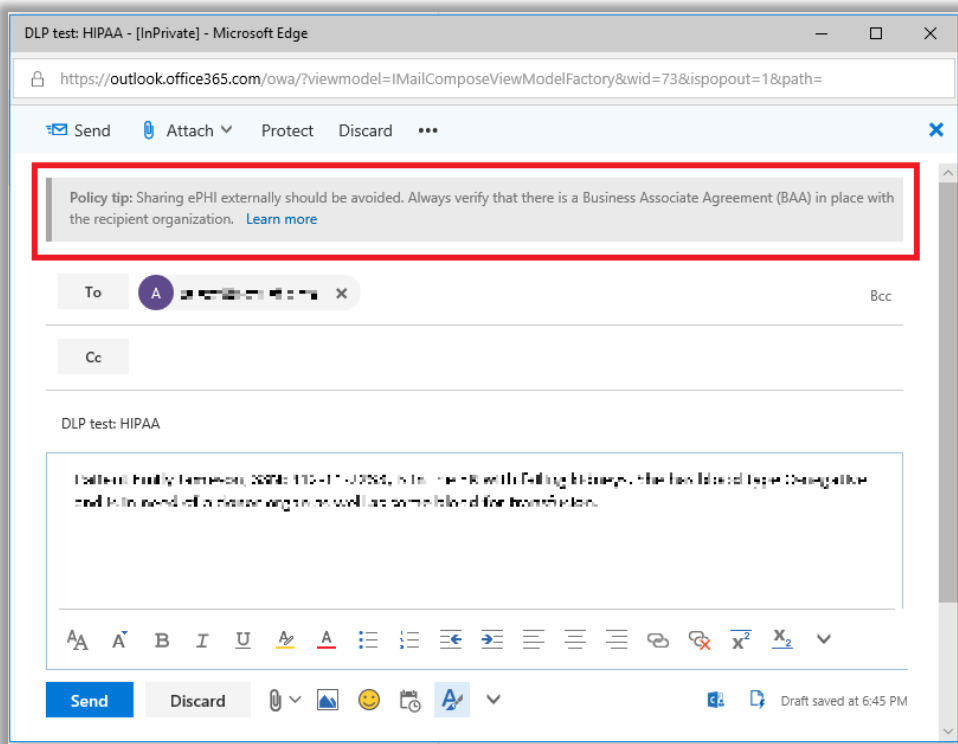 DLP test: HIPAA - [InPrivate] - Microsoft Edge
https://outlook.office365.com/owa/?viewmodel=IMailComposeViewModelFactory&wid=73&ispopout=1&path=
Send Attach Protect Discard •••
Policy tip: Sharing ePHI externally should be avoided. Always verify that there is a Business Associate Agreement (BAA) in place with
the recipient organization. Learn more
To A Bcc
Cc
DLP test: HIPAA
Send Discard Draft saved at 6:45 PM